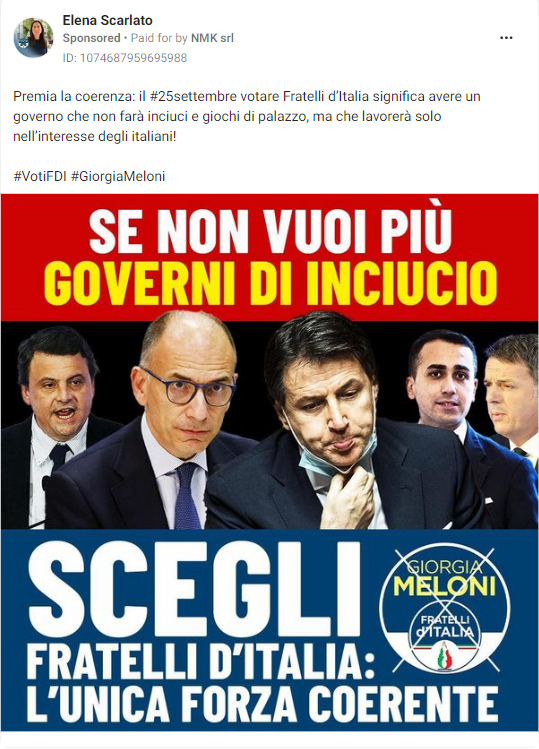 Elena Scarlato
Sponsored • Paid for by NMK srl
ID: 1074687959695988
Premia la coerenza: il #25settembre votare Fratelli d'Italia significa avere un
governo che non farà inciuci e giochi di palazzo, ma che lavorerà solo
nell'interesse degli italiani!
#VotiFDI #GiorgiaMeloni
SE NON VUOI PIÙ
GOVERNI DI INCIUCIO
SCEGLI
FRATELLI D'ITALIA:
L'UNICA FORZA COERENTE
GIORGIA
MELONI
FRATELLI
d'ITALIA